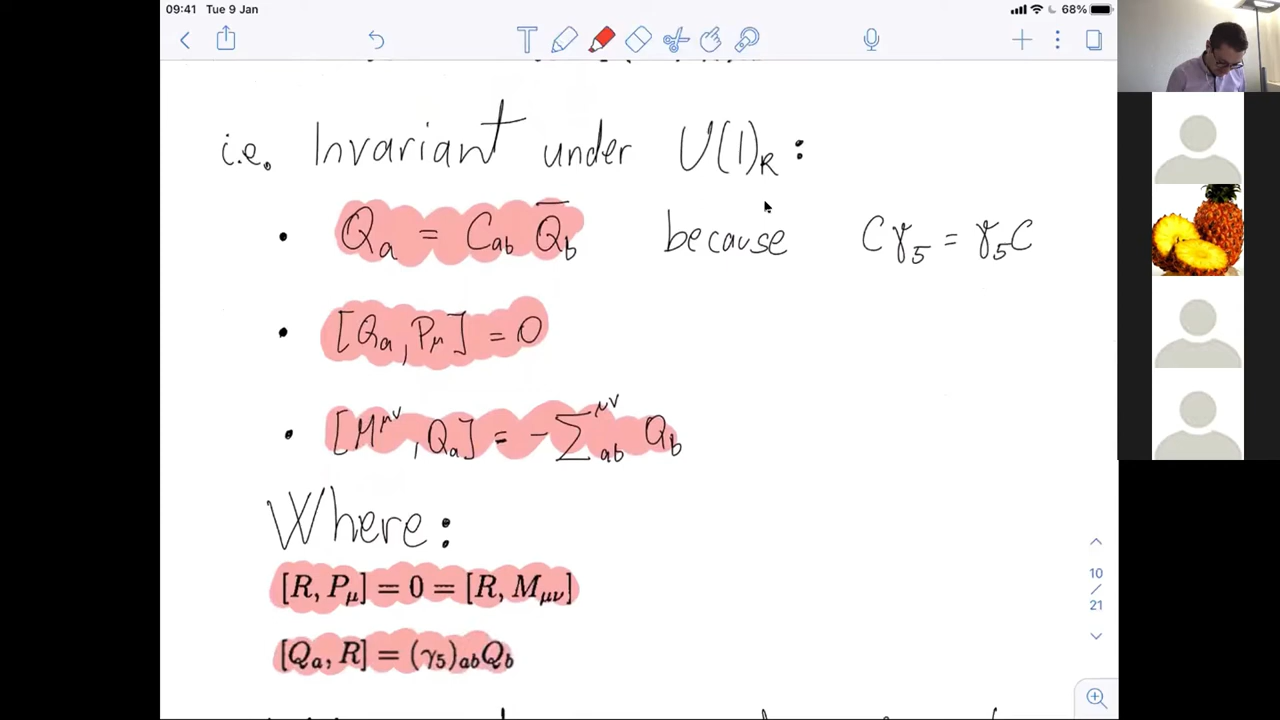 09:41 Tue 9 Jan 68%
i.e. Invariant under U(1)_R :
• Q_a = C_ab Q̄_b because Cγ_5 = γ_5C
• [Q_a, P_μ] = 0
• [M^μν, Q_a] = -Σ^μν_ab Q_b
Where:
[R, P_μ] = 0 = [R, M_μν]
[Q_a, R] = (γ_5)_ab Q_b
10
/
21